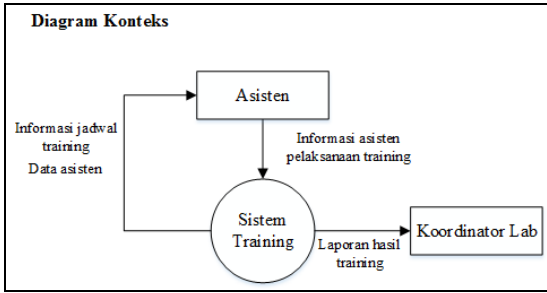 Diagram Konteks
Asisten
Informasi jadwal
training
Data asisten
Informasi asisten
pelaksanaan training
Sistem
Training
Laporan hasil
training
Koordinator Lab